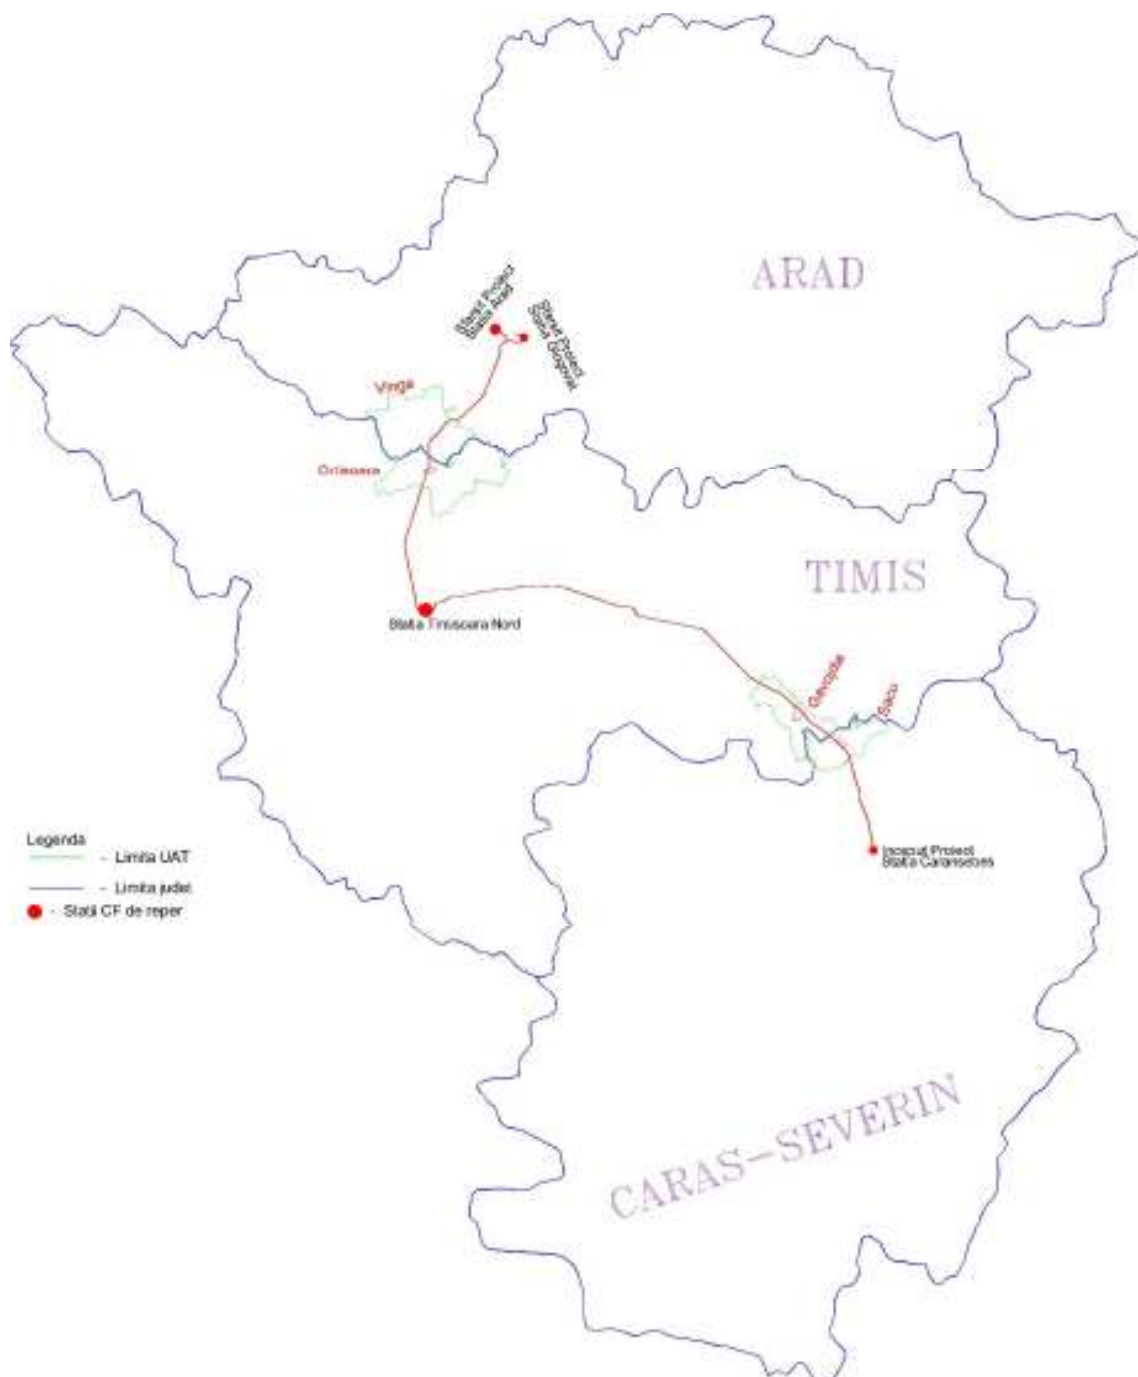 ARAD
Sfarsit Proiect
Statia Arad
Sfarsit Proiect
Statia Glogovat
Vinga
Ortisoara
TIMIS
Statia Timisoara Nord
Gavojdia
Sacu
Legenda
- Limita UAT
- Limita judet
- Statii CF de reper
Inceput Proiect
Statia Caransebes
CARAS-SEVERIN